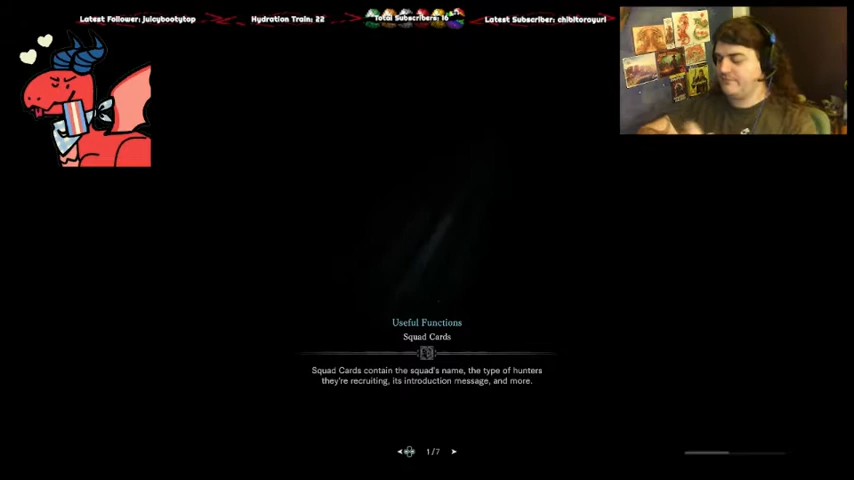 Latest Follower: juicybootytop
Hydration Train: 22
Total Subscribers: 16
Latest Subscriber: chibitoroyuri
Useful Functions
Squad Cards
Squad Cards contain the squad's name, the type of hunters
they're recruiting, its introduction message, and more.
1/7